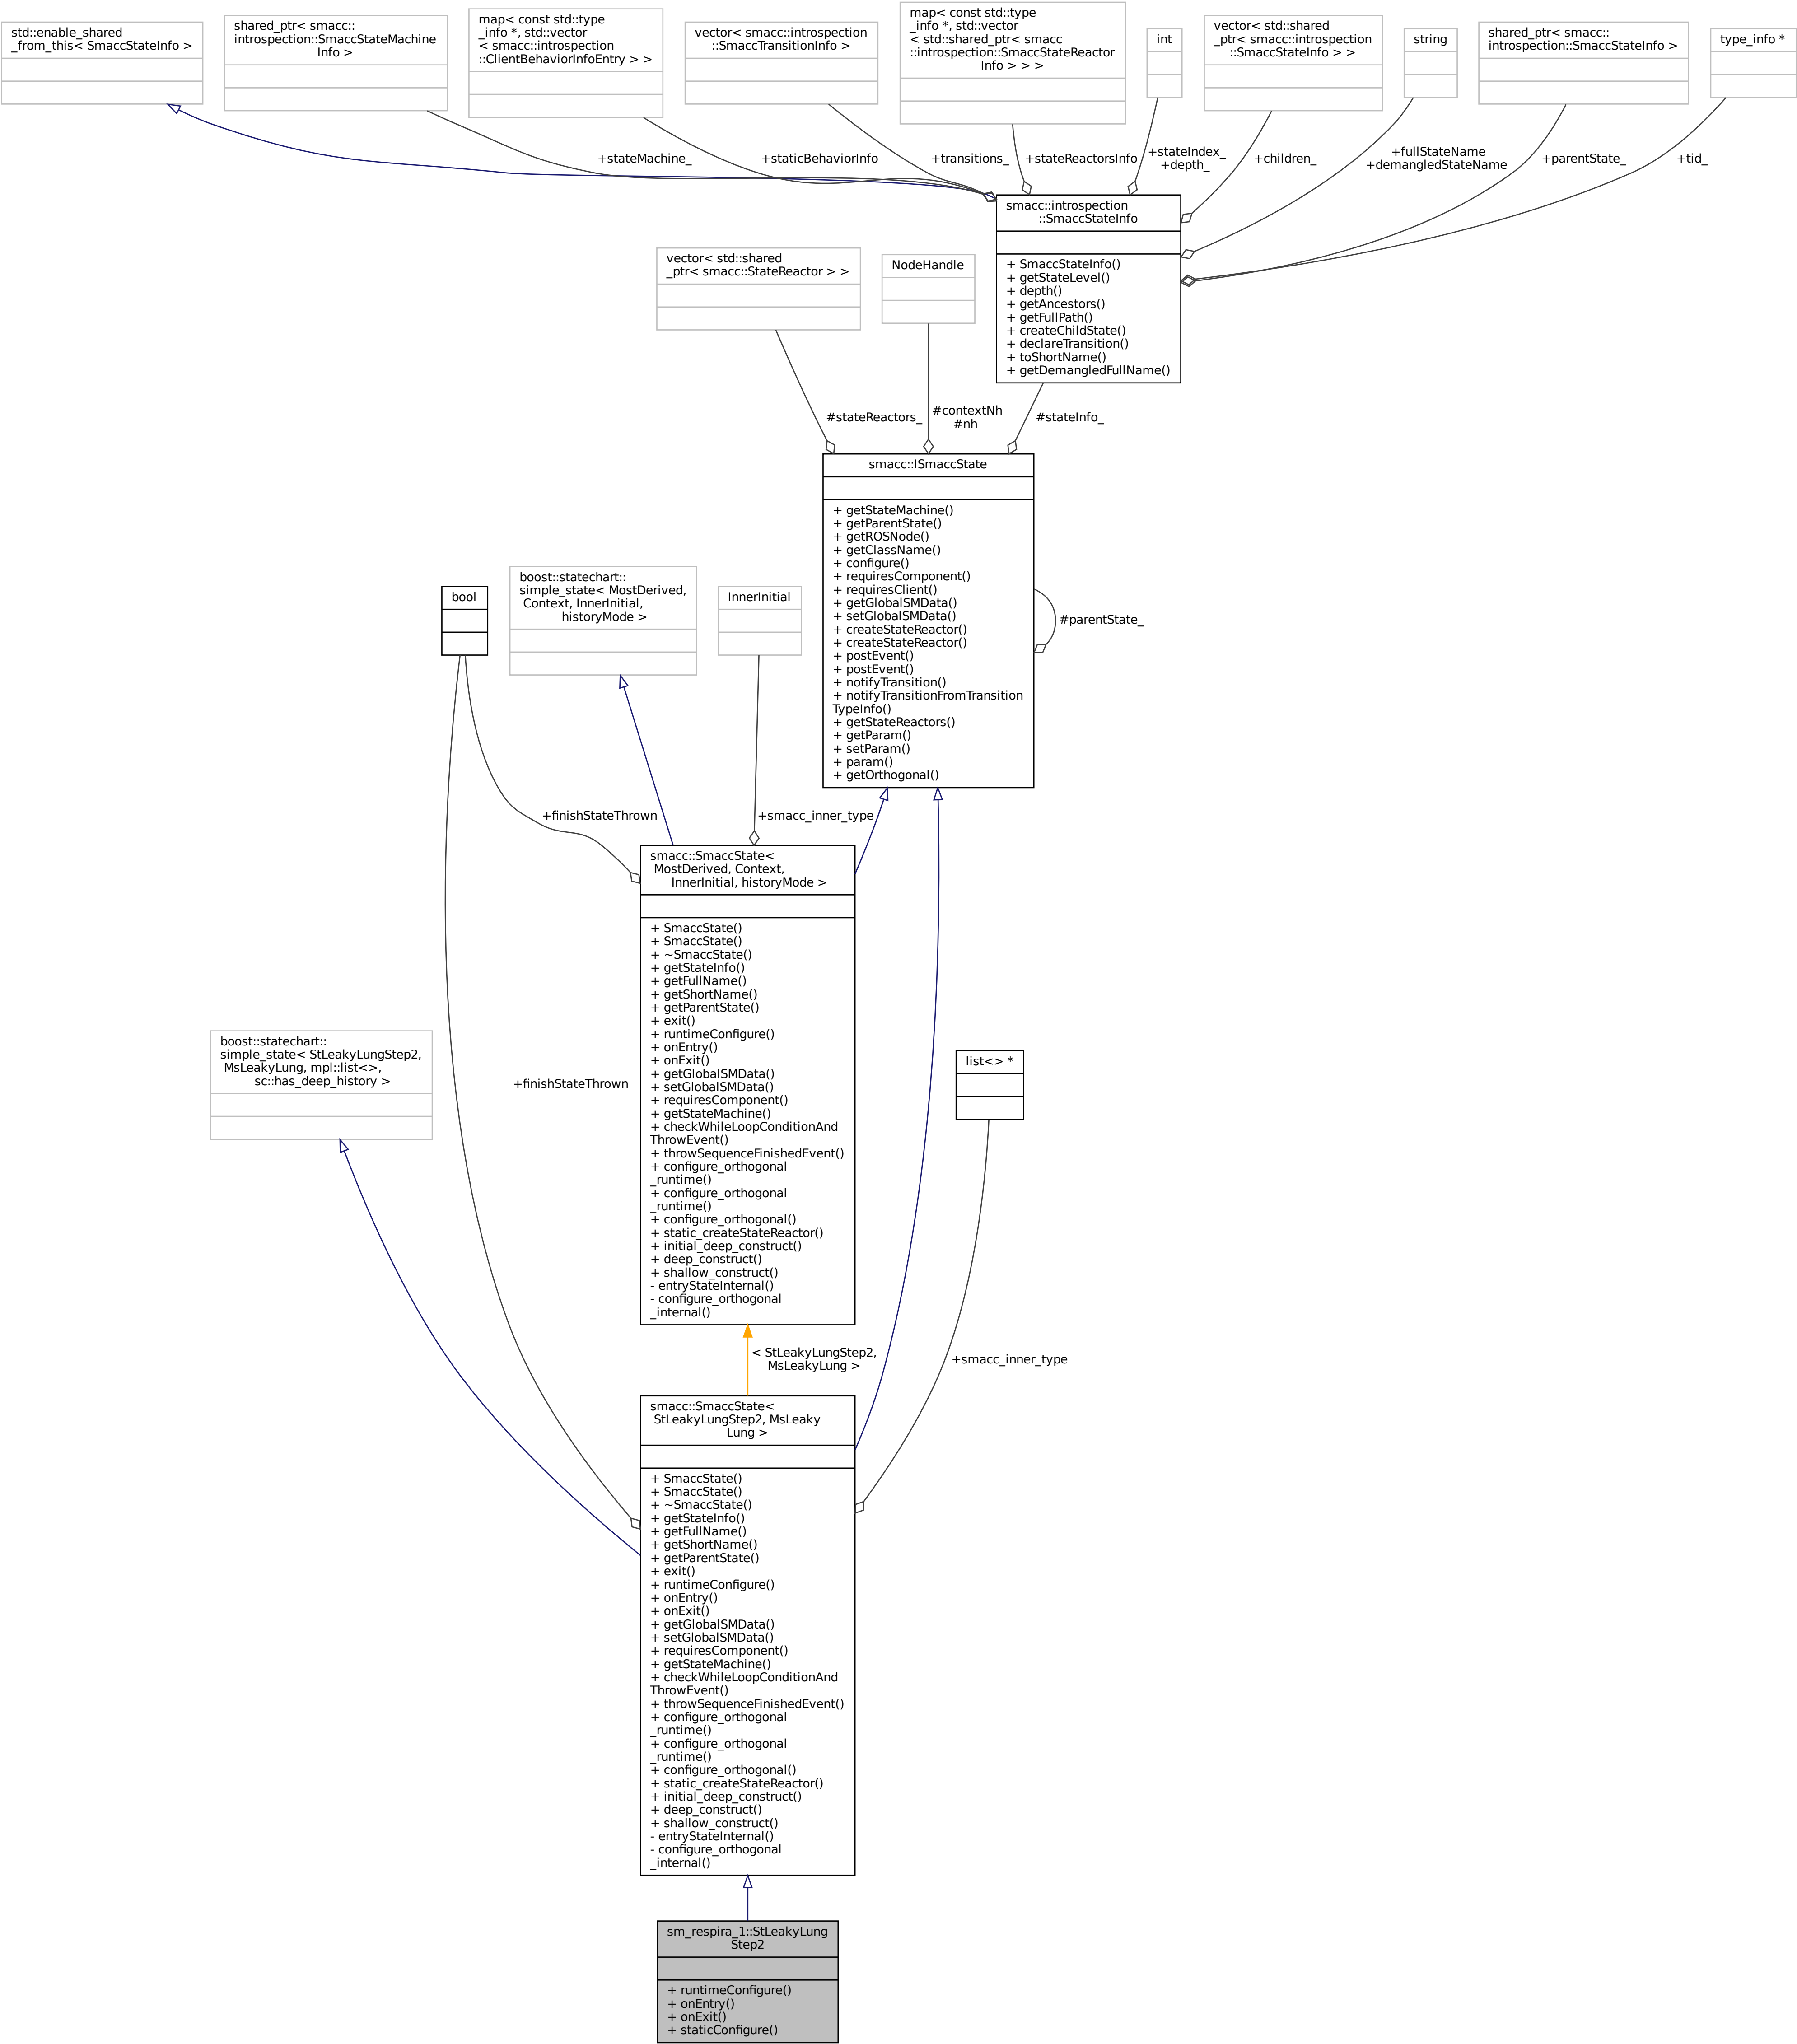 std::enable_shared
_from_this< SmaccStateInfo >
shared_ptr< smacc::
introspection::SmaccStateMachine
Info >
map< const std::type
_info *, std::vector
< smacc::introspection
::ClientBehaviorInfoEntry > >
vector< smacc::introspection
::SmaccTransitionInfo >
map< const std::type
_info *, std::vector
< std::shared_ptr< smacc
::introspection::SmaccStateReactor
Info > > >
int
vector< std::shared
_ptr< smacc::introspection
::SmaccStateInfo > >
string
shared_ptr< smacc::
introspection::SmaccStateInfo >
type_info *
+stateMachine_
+staticBehaviorInfo
+transitions_
+stateReactorsInfo
+stateIndex_
+depth_
+children_
+fullStateName
+demangledStateName
+parentState_
+tid_
smacc::introspection
::SmaccStateInfo
+ SmaccStateInfo()
+ getStateLevel()
+ depth()
+ getAncestors()
+ getFullPath()
+ createChildState()
+ declareTransition()
+ toShortName()
+ getDemangledFullName()
vector< std::shared
_ptr< smacc::StateReactor > >
NodeHandle
#stateReactors_
#contextNh
#nh
#stateInfo_
smacc::ISmaccState
+ getStateMachine()
+ getParentState()
+ getROSNode()
+ getClassName()
+ configure()
+ requiresComponent()
+ requiresClient()
+ getGlobalSMData()
+ setGlobalSMData()
+ createStateReactor()
+ createStateReactor()
+ postEvent()
+ postEvent()
+ notifyTransition()
+ notifyTransitionFromTransition
TypeInfo()
+ getStateReactors()
+ getParam()
+ setParam()
+ param()
+ getOrthogonal()
#parentState_
bool
boost::statechart::
simple_state< MostDerived,
Context, InnerInitial,
historyMode >
InnerInitial
+finishStateThrown
+smacc_inner_type
smacc::SmaccState<
MostDerived, Context,
InnerInitial, historyMode >
+ SmaccState()
+ SmaccState()
+ ~SmaccState()
+ getStateInfo()
+ getFullName()
+ getShortName()
+ getParentState()
+ exit()
+ runtimeConfigure()
+ onEntry()
+ onExit()
+ getGlobalSMData()
+ setGlobalSMData()
+ requiresComponent()
+ getStateMachine()
+ checkWhileLoopConditionAnd
ThrowEvent()
+ throwSequenceFinishedEvent()
+ configure_orthogonal
_runtime()
+ configure_orthogonal
_runtime()
+ configure_orthogonal()
+ static_createStateReactor()
+ initial_deep_construct()
+ deep_construct()
+ shallow_construct()
- entryStateInternal()
- configure_orthogonal
_internal()
boost::statechart::
simple_state< StLeakyLungStep2,
MsLeakyLung, mpl::list<>,
sc::has_deep_history >
+finishStateThrown
list<> *
< StLeakyLungStep2,
MsLeakyLung >
+smacc_inner_type
smacc::SmaccState<
StLeakyLungStep2, MsLeaky
Lung >
+ SmaccState()
+ SmaccState()
+ ~SmaccState()
+ getStateInfo()
+ getFullName()
+ getShortName()
+ getParentState()
+ exit()
+ runtimeConfigure()
+ onEntry()
+ onExit()
+ getGlobalSMData()
+ setGlobalSMData()
+ requiresComponent()
+ getStateMachine()
+ checkWhileLoopConditionAnd
ThrowEvent()
+ throwSequenceFinishedEvent()
+ configure_orthogonal
_runtime()
+ configure_orthogonal
_runtime()
+ configure_orthogonal()
+ static_createStateReactor()
+ initial_deep_construct()
+ deep_construct()
+ shallow_construct()
- entryStateInternal()
- configure_orthogonal
_internal()
sm_respira_1::StLeakyLung
Step2
+ runtimeConfigure()
+ onEntry()
+ onExit()
+ staticConfigure()